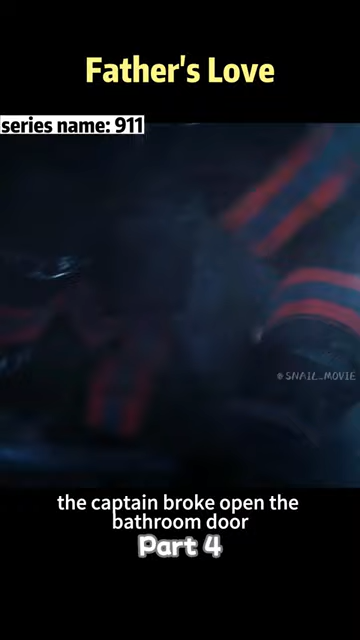 Father's Love
series name: 911
@SNAIL_MOVIE
the captain broke open the
bathroom door
Part 4